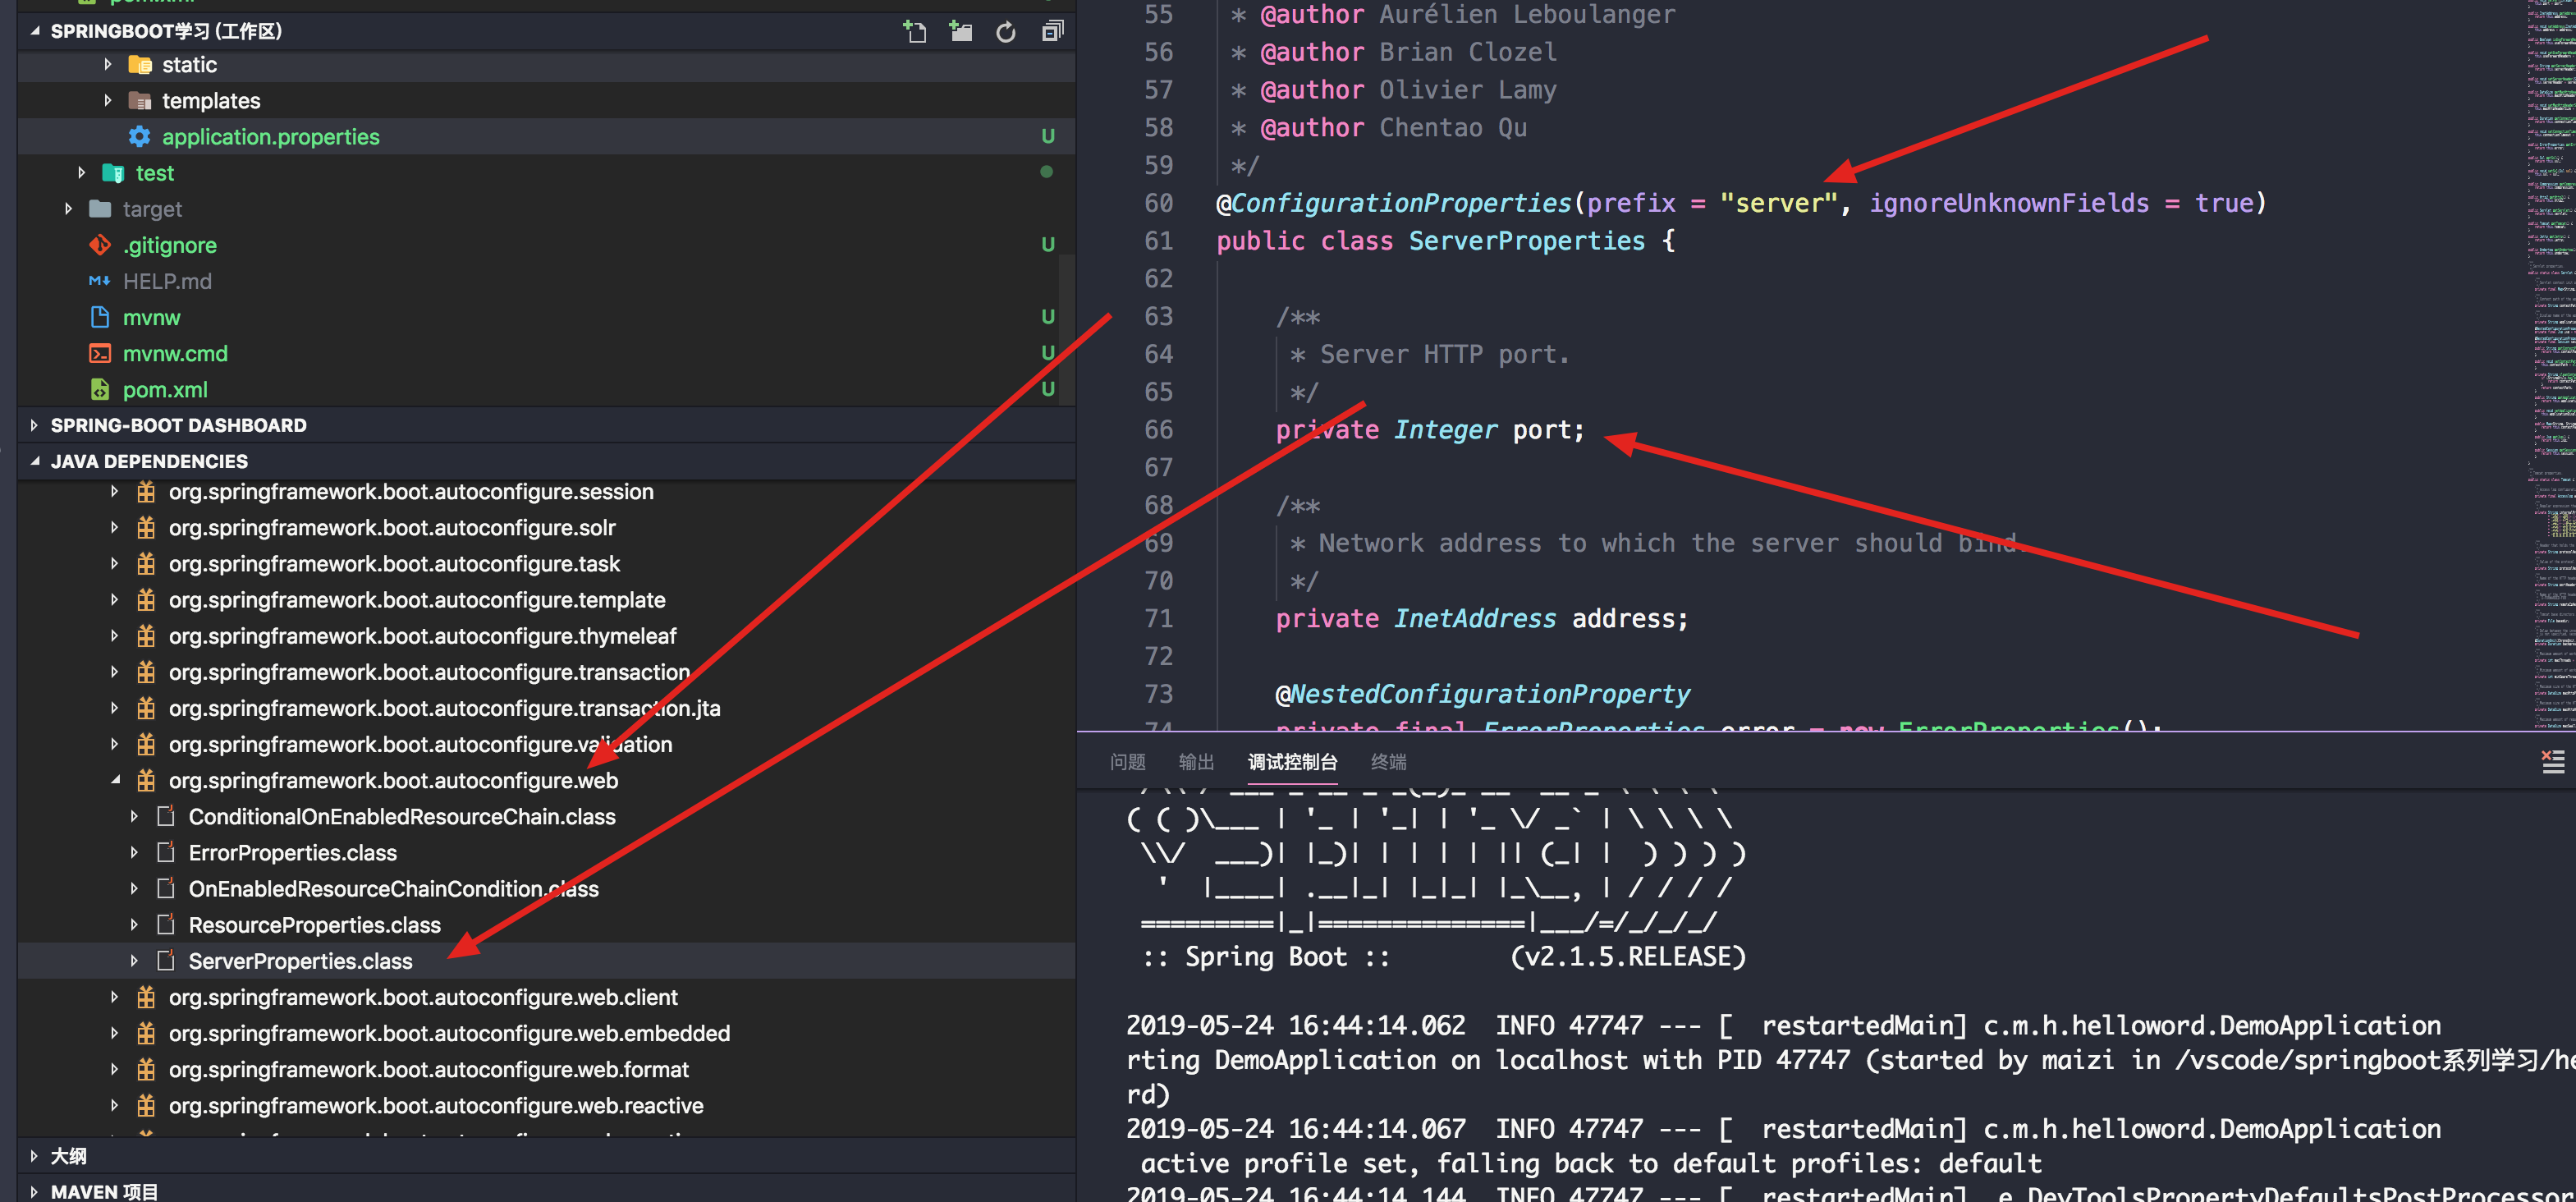 SPRINGBOOT学习 (工作区)
static
templates
application.properties U
test
target
.gitignore U
HELP.md
mvnw U
mvnw.cmd U
pom.xml U
SPRING-BOOT DASHBOARD
JAVA DEPENDENCIES
org.springframework.boot.autoconfigure.session
org.springframework.boot.autoconfigure.solr
org.springframework.boot.autoconfigure.task
org.springframework.boot.autoconfigure.template
org.springframework.boot.autoconfigure.thymeleaf
org.springframework.boot.autoconfigure.transaction
org.springframework.boot.autoconfigure.transaction.jta
org.springframework.boot.autoconfigure.validation
org.springframework.boot.autoconfigure.web
ConditionalOnEnabledResourceChain.class
ErrorProperties.class
OnEnabledResourceChainCondition.class
ResourceProperties.class
ServerProperties.class
org.springframework.boot.autoconfigure.web.client
org.springframework.boot.autoconfigure.web.embedded
org.springframework.boot.autoconfigure.web.format
org.springframework.boot.autoconfigure.web.reactive
大纲
MAVEN 项目
55 * @author Aurélien Leboulanger
56 * @author Brian Clozel
57 * @author Olivier Lamy
58 * @author Chentao Qu
59 */
60 @ConfigurationProperties(prefix = "server", ignoreUnknownFields = true)
61 public class ServerProperties {
62
63 /**
64 * Server HTTP port.
65 */
66 private Integer port;
67
68 /**
69 * Network address to which the server should bind.
70 */
71 private InetAddress address;
72
73 @NestedConfigurationProperty
74 private final ErrorProperties error = new ErrorProperties();
问题 输出 调试控制台 终端
( ( )\___ | '_ | '_| | '_ \/ _` | \ \ \ \
\\/ ___)| |_)| | | | | || (_| | ) ) ) )
' |____| .__|_| |_|_| |_\__, | / / / /
=========|_|==============|___/=/_/_/_/
:: Spring Boot :: (v2.1.5.RELEASE)
2019-05-24 16:44:14.062 INFO 47747 --- [ restartedMain] c.m.h.helloword.DemoApplication
rting DemoApplication on localhost with PID 47747 (started by maizi in /vscode/springboot系列学习/he
rd)
2019-05-24 16:44:14.067 INFO 47747 --- [ restartedMain] c.m.h.helloword.DemoApplication
active profile set, falling back to default profiles: default
2019-05-24 16:44:14.144 INFO 47747 --- [ restartedMain] .e.DevToolsPropertyDefaultsPostProcessor